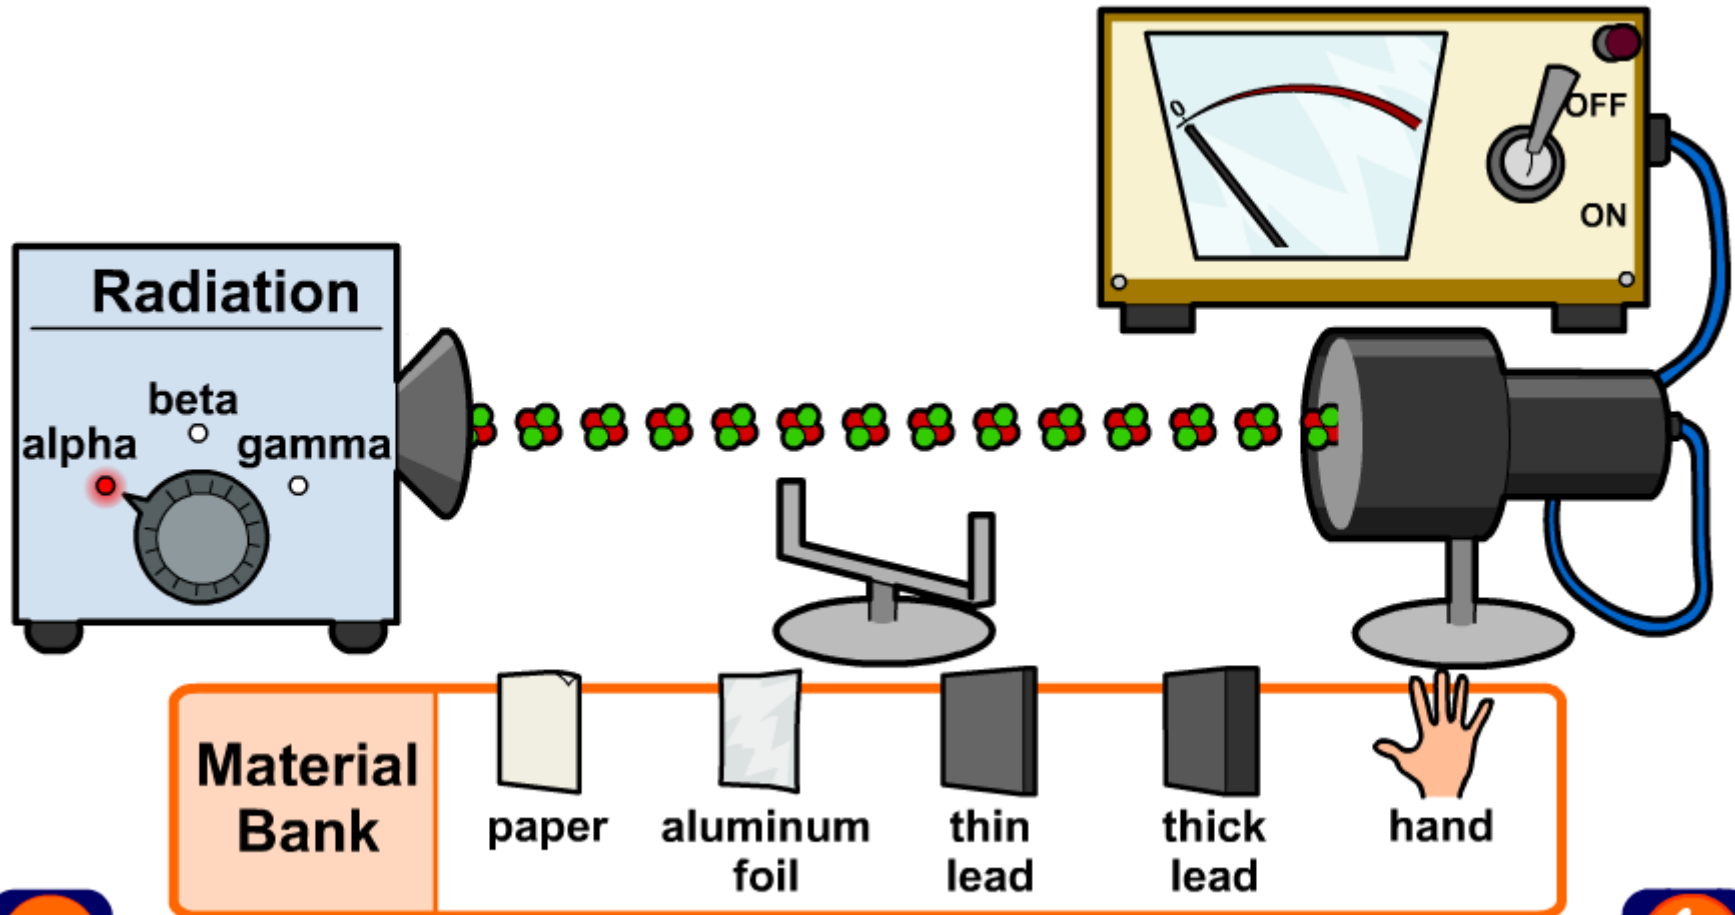 0
OFF
ON
Radiation
beta
alpha
gamma
Material
Bank
paper
aluminum
foil
thin
lead
thick
lead
hand